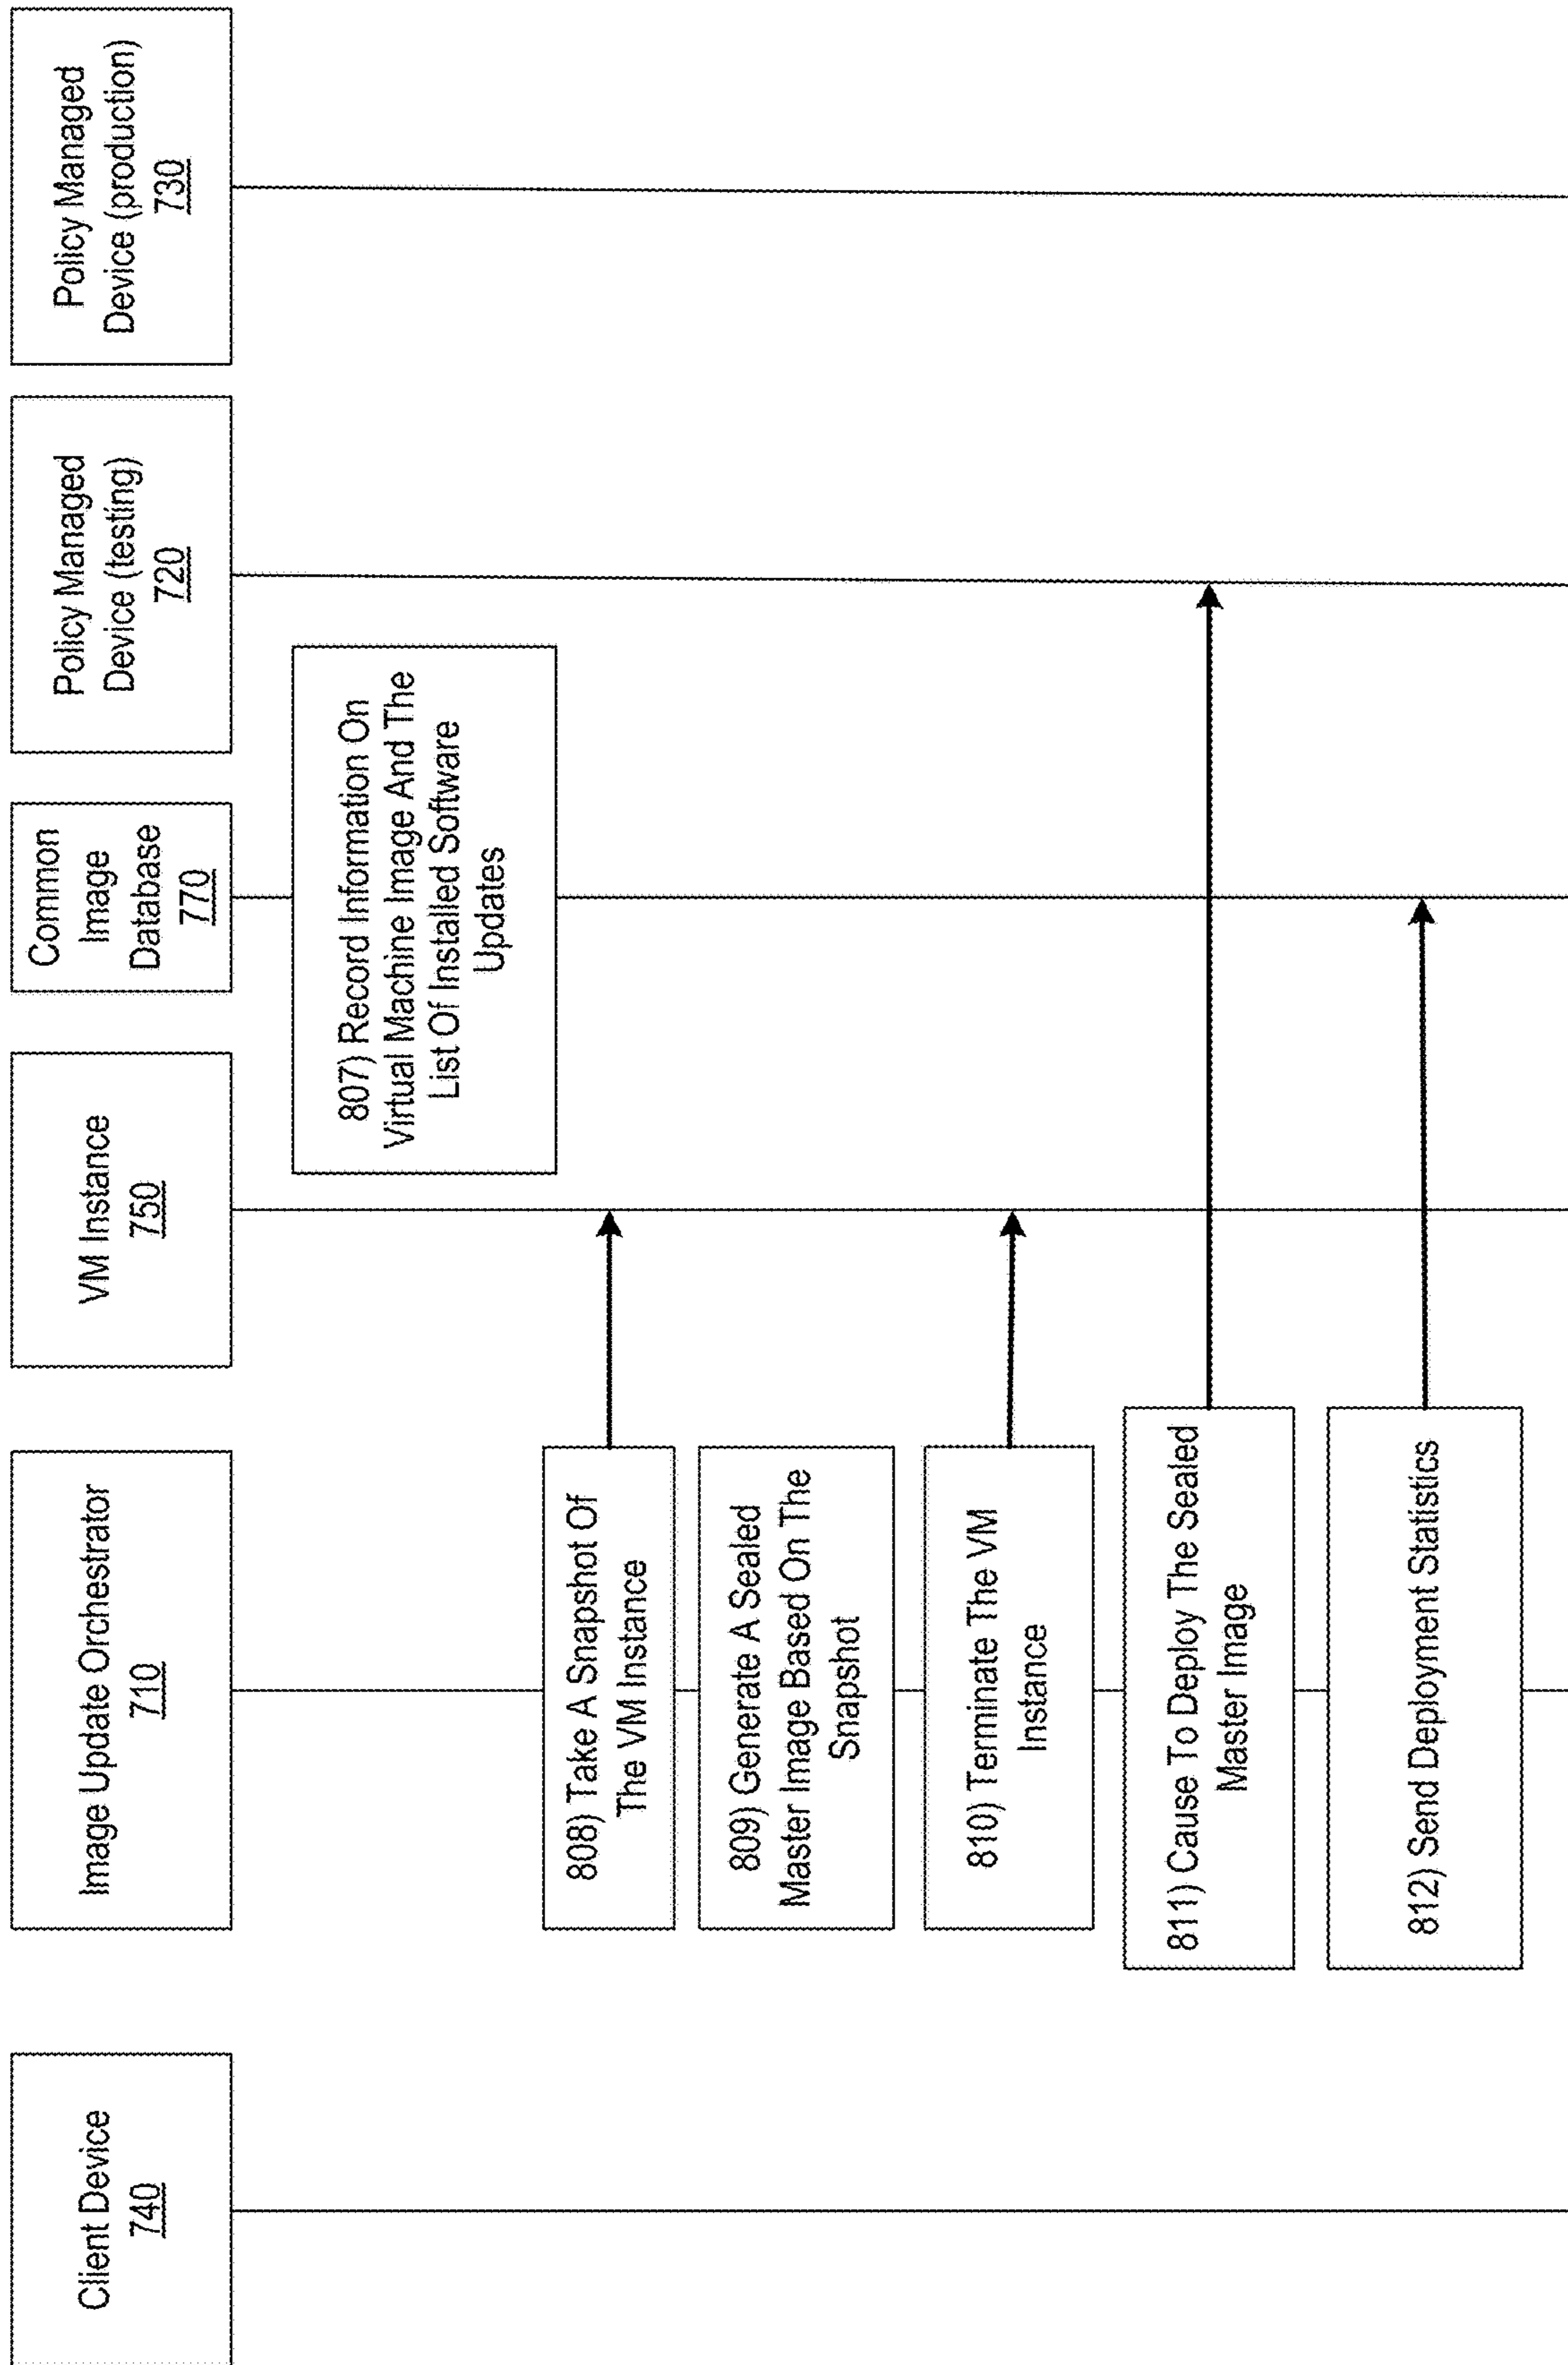 Client Device
740
Image Update Orchestrator
710
VM Instance
750
Common
Image
Database
770
Policy Managed
Device (testing)
720
Policy Managed
Device (production)
730
807) Record Information On
Virtual Machine Image And The
List Of Installed Software
Updates
808) Take A Snapshot Of
The VM Instance
809) Generate A Sealed
Master Image Based On The
Snapshot
810) Terminate The VM
Instance
811) Cause To Deploy The Sealed
Master Image
812) Send Deployment Statistics